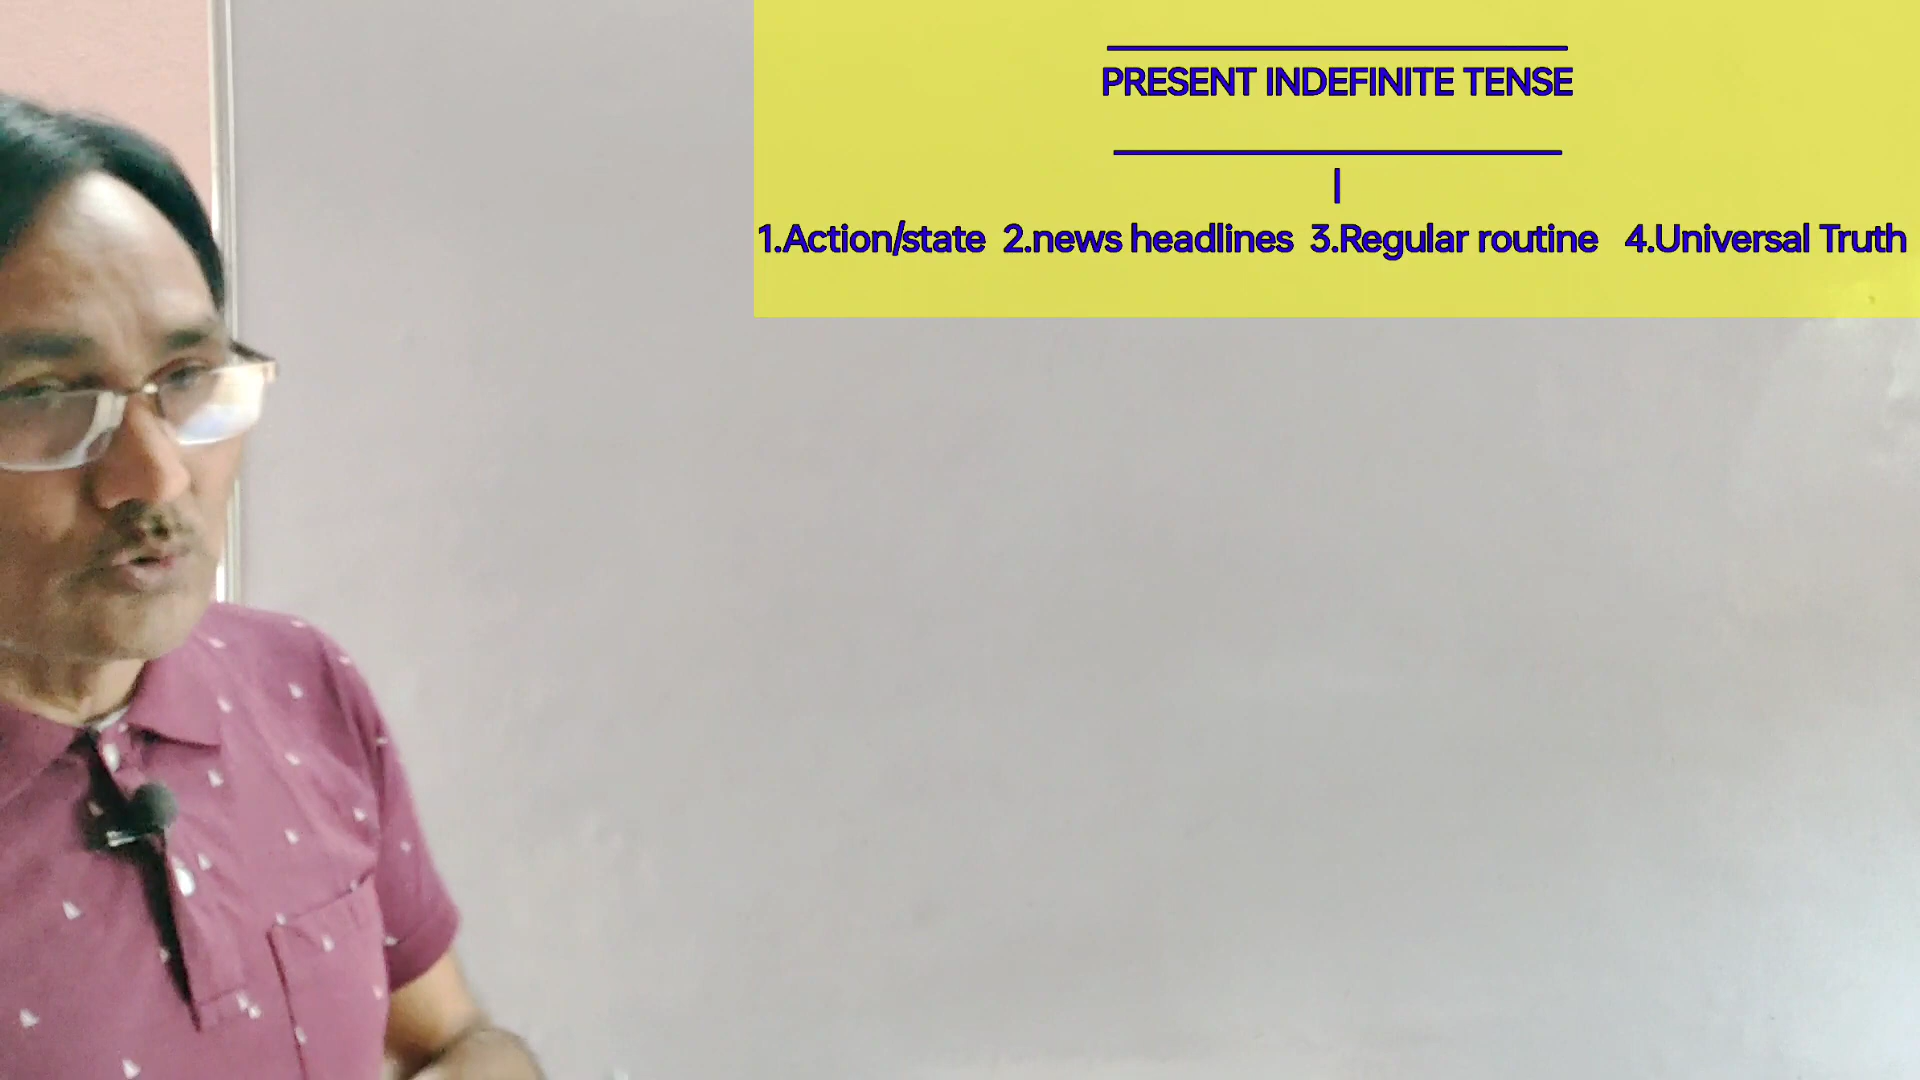 PRESENT INDEFINITE TENSE
1.Action/state 2.news headlines 3.Regular routine 4.Universal Truth